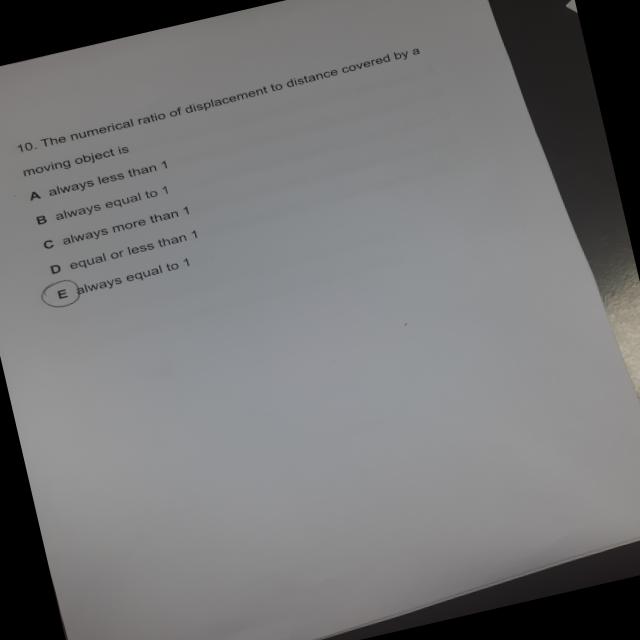 10. The numerical ratio of displacement to distance covered by a
moving object is
A always less than 1
B always equal to 1
C always more than 1
D equal or less than 1
E always equal to 1